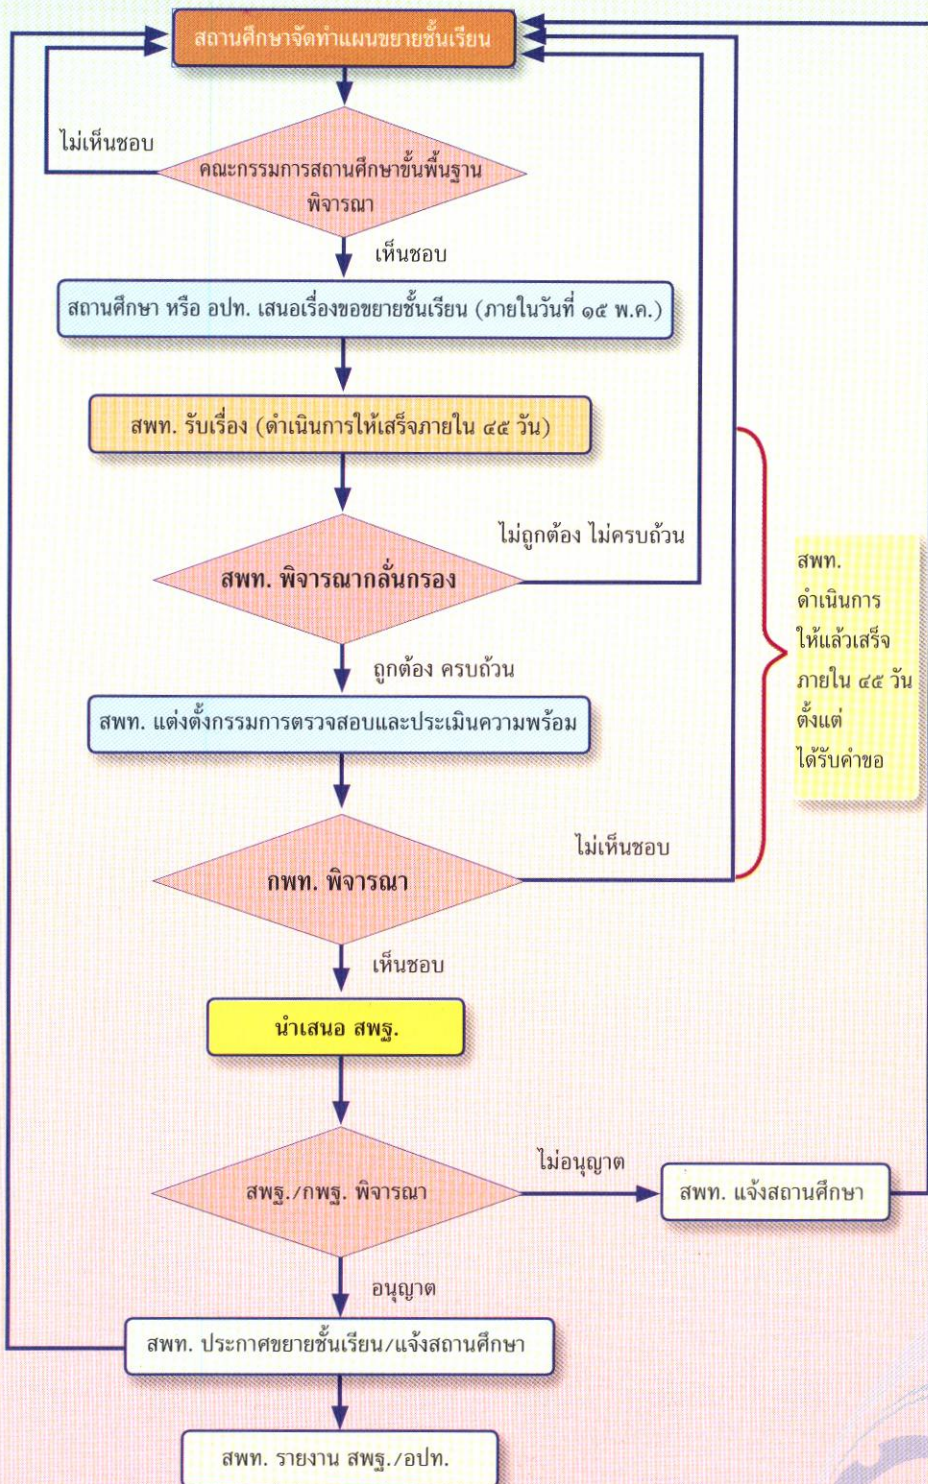 สถานศึกษาจัดทำแผนขยายชั้นเรียน
ไม่เห็นชอบ
คณะกรรมการสถานศึกษาขั้นพื้นฐาน
พิจารณา
เห็นชอบ
สถานศึกษา หรือ อปท. เสนอเรื่องขอขยายชั้นเรียน (ภายในวันที่ ๑๕ พ.ค.)
สพท. รับเรื่อง (ดำเนินการให้เสร็จภายใน ๔๕ วัน)
ไม่ถูกต้อง ไม่ครบถ้วน
สพท. พิจารณากลั่นกรอง
สพท.
ดำเนินการ
ให้แล้วเสร็จ
ภายใน ๔๕ วัน
ตั้งแต่
ได้รับคำขอ
ถูกต้อง ครบถ้วน
สพท. แต่งตั้งกรรมการตรวจสอบและประเมินความพร้อม
ไม่เห็นชอบ
กพท. พิจารณา
เห็นชอบ
นำเสนอ สพฐ.
ไม่อนุญาต
สพฐ./กพฐ. พิจารณา
สพท. แจ้งสถานศึกษา
อนุญาต
สพท. ประกาศขยายชั้นเรียน/แจ้งสถานศึกษา
สพท. รายงาน สพฐ./อปท.